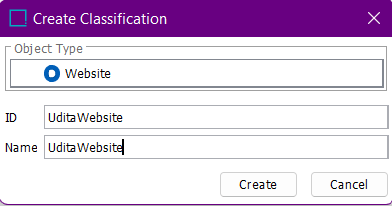 Create Classification
Object Type
Website
ID UditaWebsite
Name UditaWebsite
Create Cancel